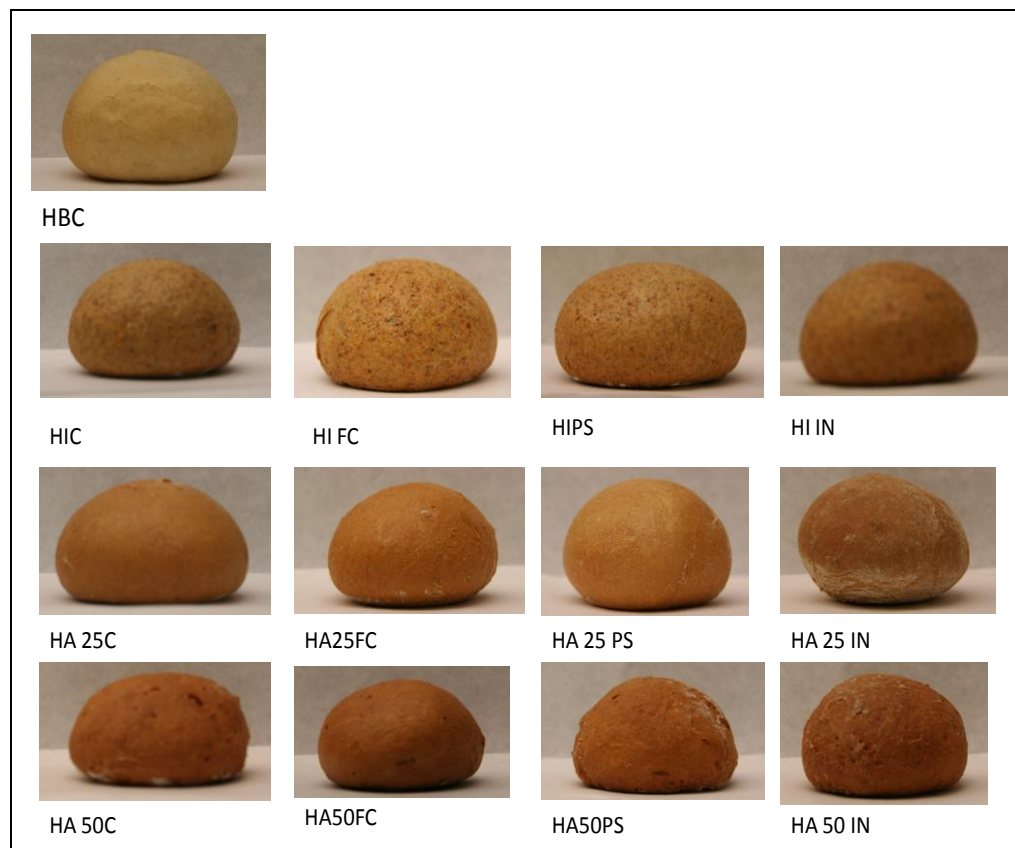 HBC
HIC
HI FC
HIPS
HI IN
HA 25C
HA25FC
HA 25 PS
HA 25 IN
HA 50C
HA50FC
HA50PS
HA 50 IN